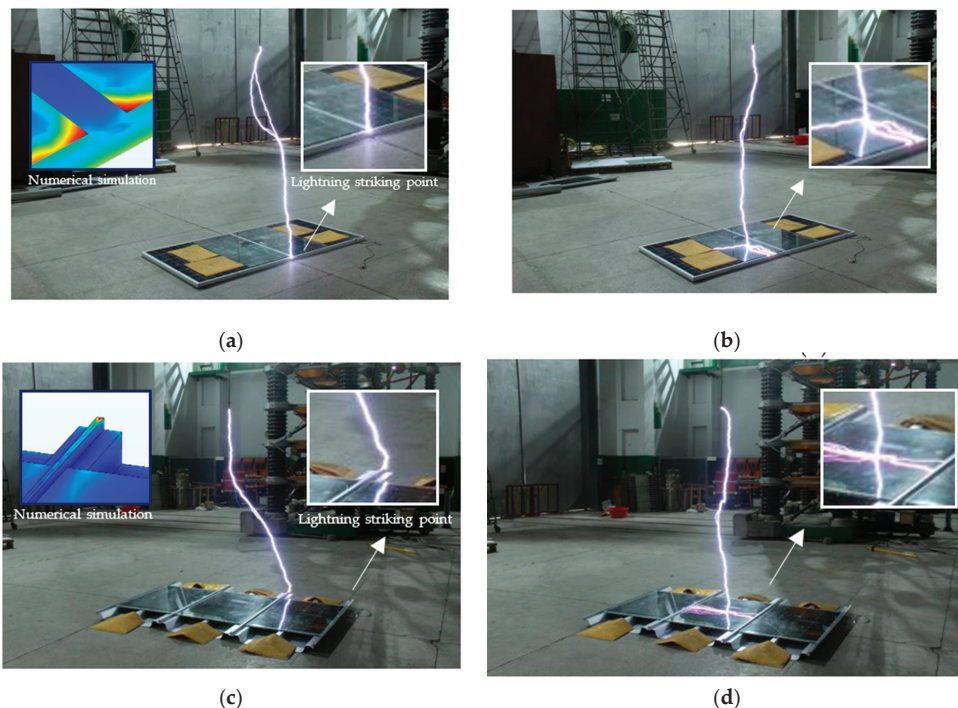 Numerical simulation
Lightning striking point
(a)
(b)
Numerical simulation
Lightning striking point
(c)
(d)